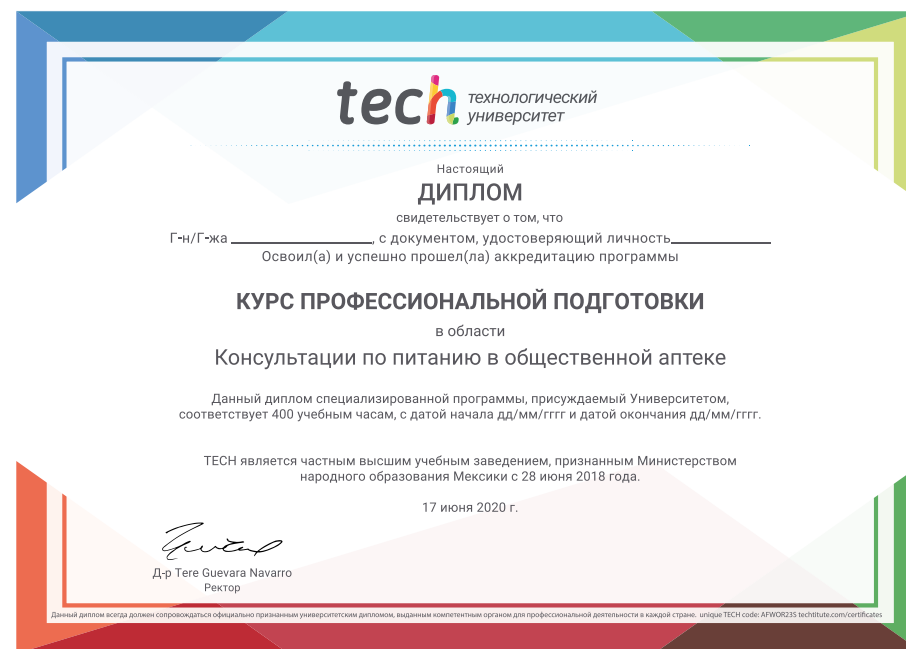 tech технологический
университет
Настоящий
ДИПЛОМ
свидетельствует о том, что
Г-н/Г-жа ____________, с документом, удостоверяющий личность____________
Освоил(а) и успешно прошел(ла) аккредитацию программы
КУРС ПРОФЕССИОНАЛЬНОЙ ПОДГОТОВКИ
в области
Консультации по питанию в общественной аптеке
Данный диплом специализированной программы, присуждаемый Университетом,
соответствует 400 учебным часам, с датой начала дд/мм/гггг и датой окончания дд/мм/гггг.
TECH является частным высшим учебным заведением, признанным Министерством
народного образования Мексики с 28 июня 2018 года.
17 июня 2020 г.
Д-р Tere Guevara Navarro
Ректор
Данный диплом всегда должен сопровождаться официально признанным университетским дипломом, выданным компетентным органом для профессиональной деятельности в каждой стране. unique TECH code: AFWOR23S techtitute.com/certificates